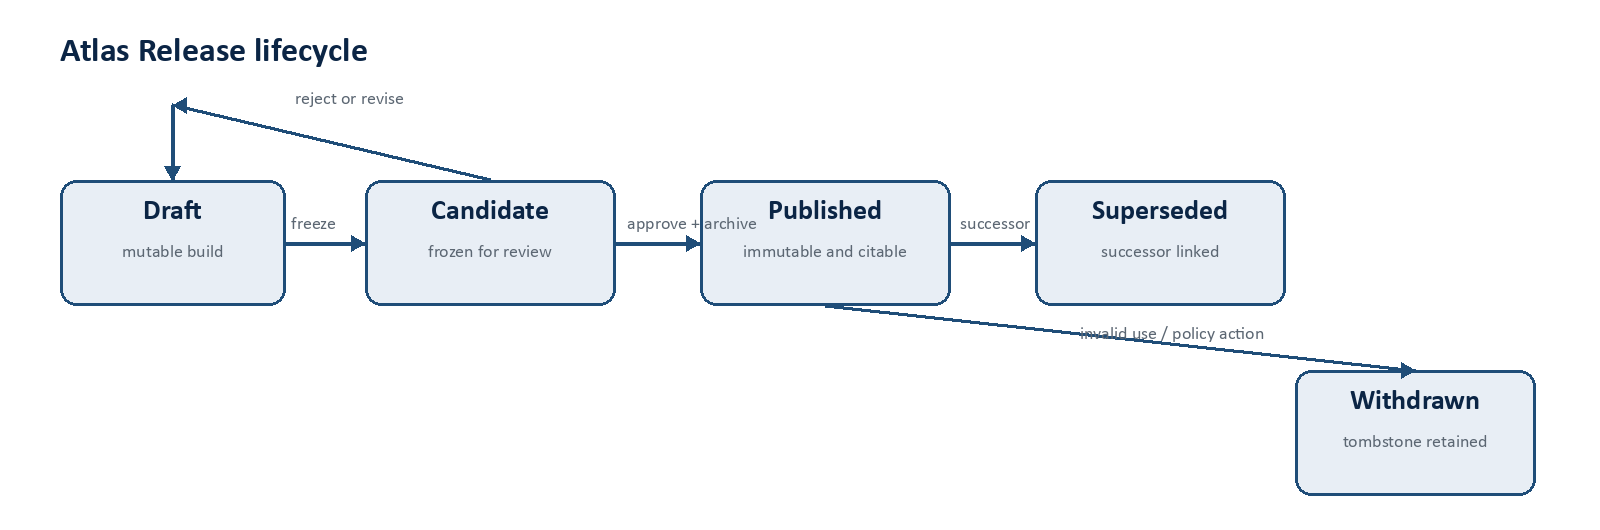 Atlas Release lifecycle
reject or revise
Draft
mutable build
freeze
Candidate
frozen for review
approve + archive
Published
immutable and citable
successor
Superseded
successor linked
invalid use / policy action
Withdrawn
tombstone retained